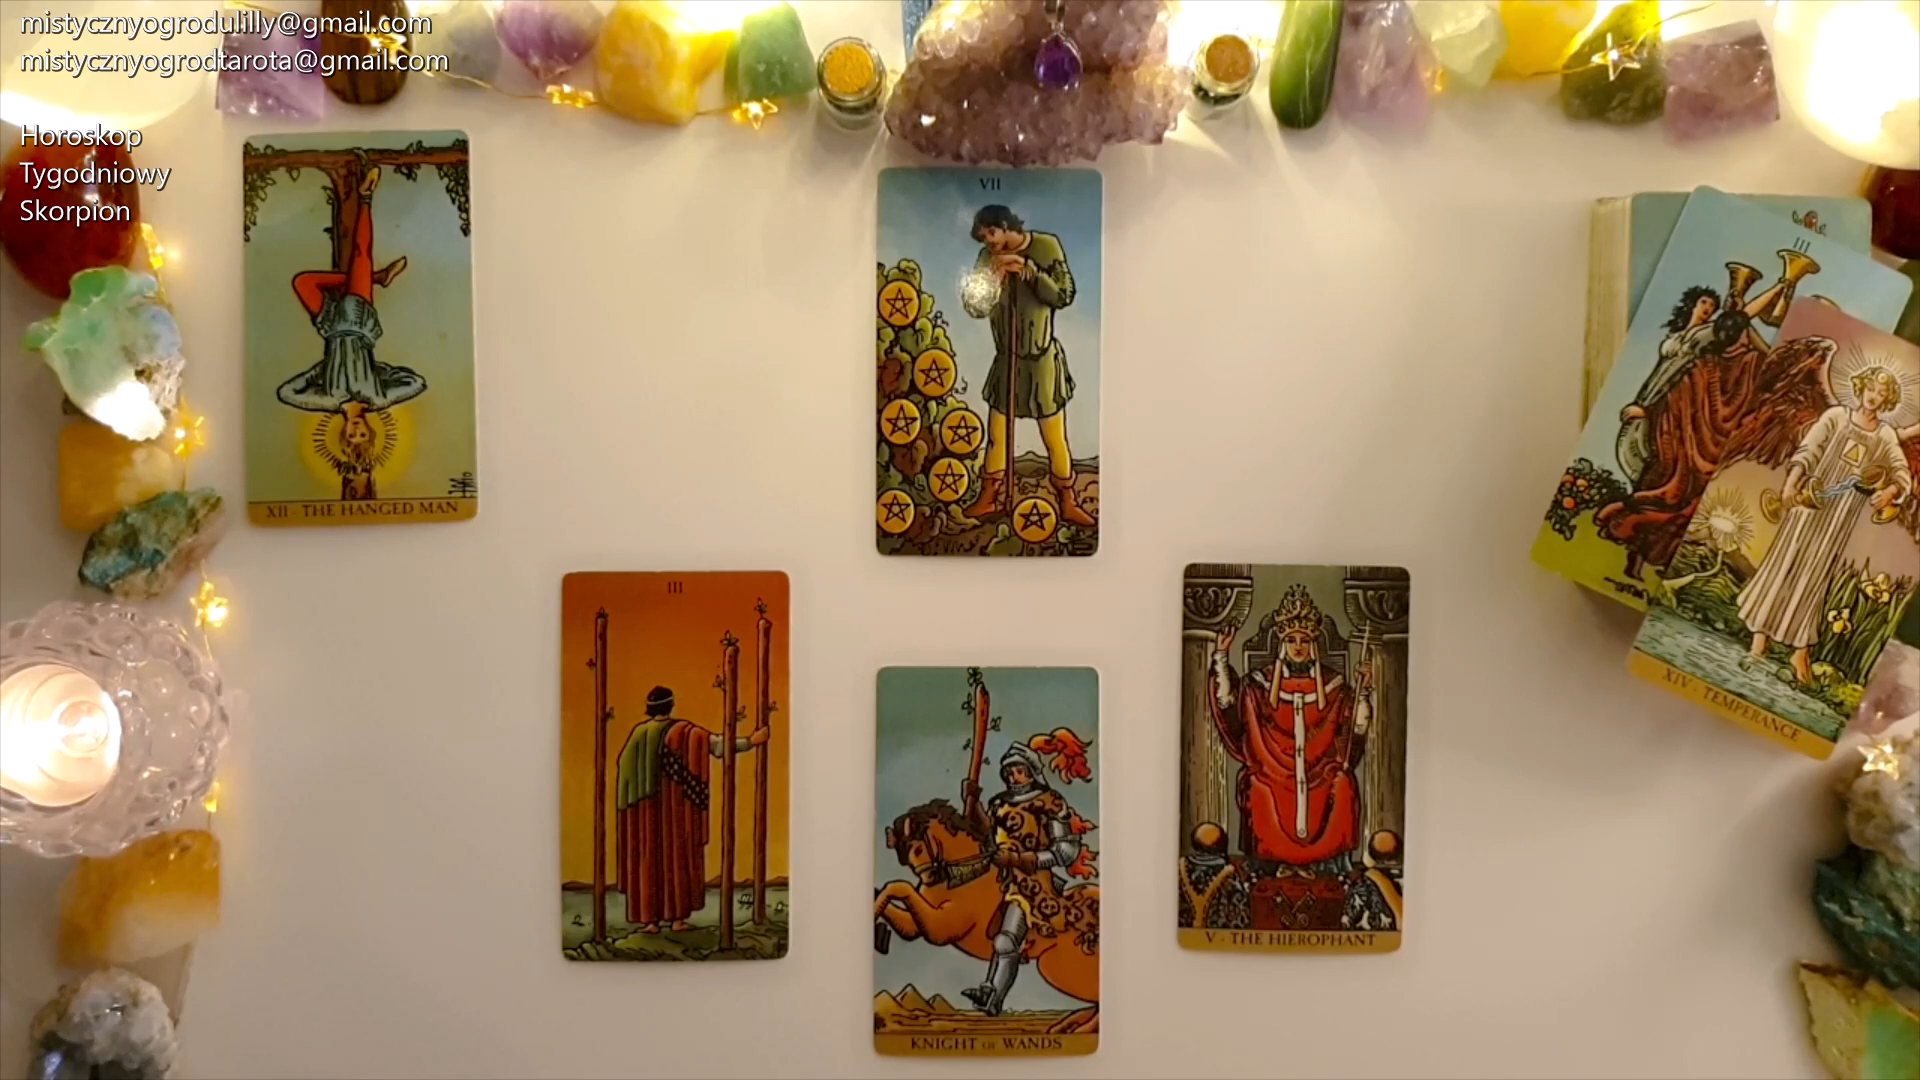 mistycznyogrodulilly@gmail.com
mistycznyogrodtarota@gmail.com
Horoskop
Tygodniowy
Skorpion
XII - THE HANGED MAN
VII
III
KNIGHT OF WANDS
V - THE HIEROPHANT
III
XIV - TEMPERANCE